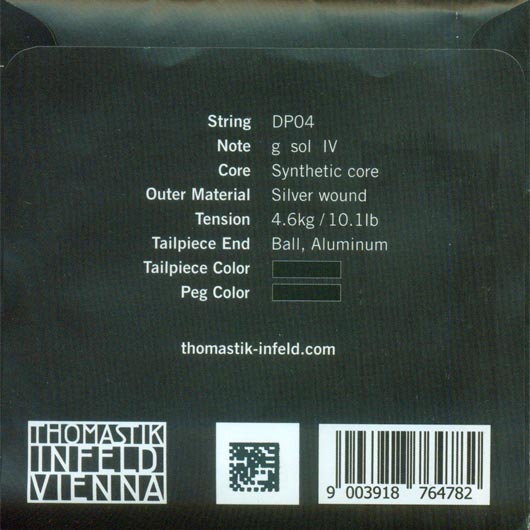 String DP04
Note g sol IV
Core Synthetic core
Outer Material Silver wound
Tension 4.6kg / 10.1lb
Tailpiece End Ball, Aluminum
Tailpiece Color
Peg Color
thomastik-infeld.com
THOMASTIK
INFELD
VIENNA
9 003918 764782